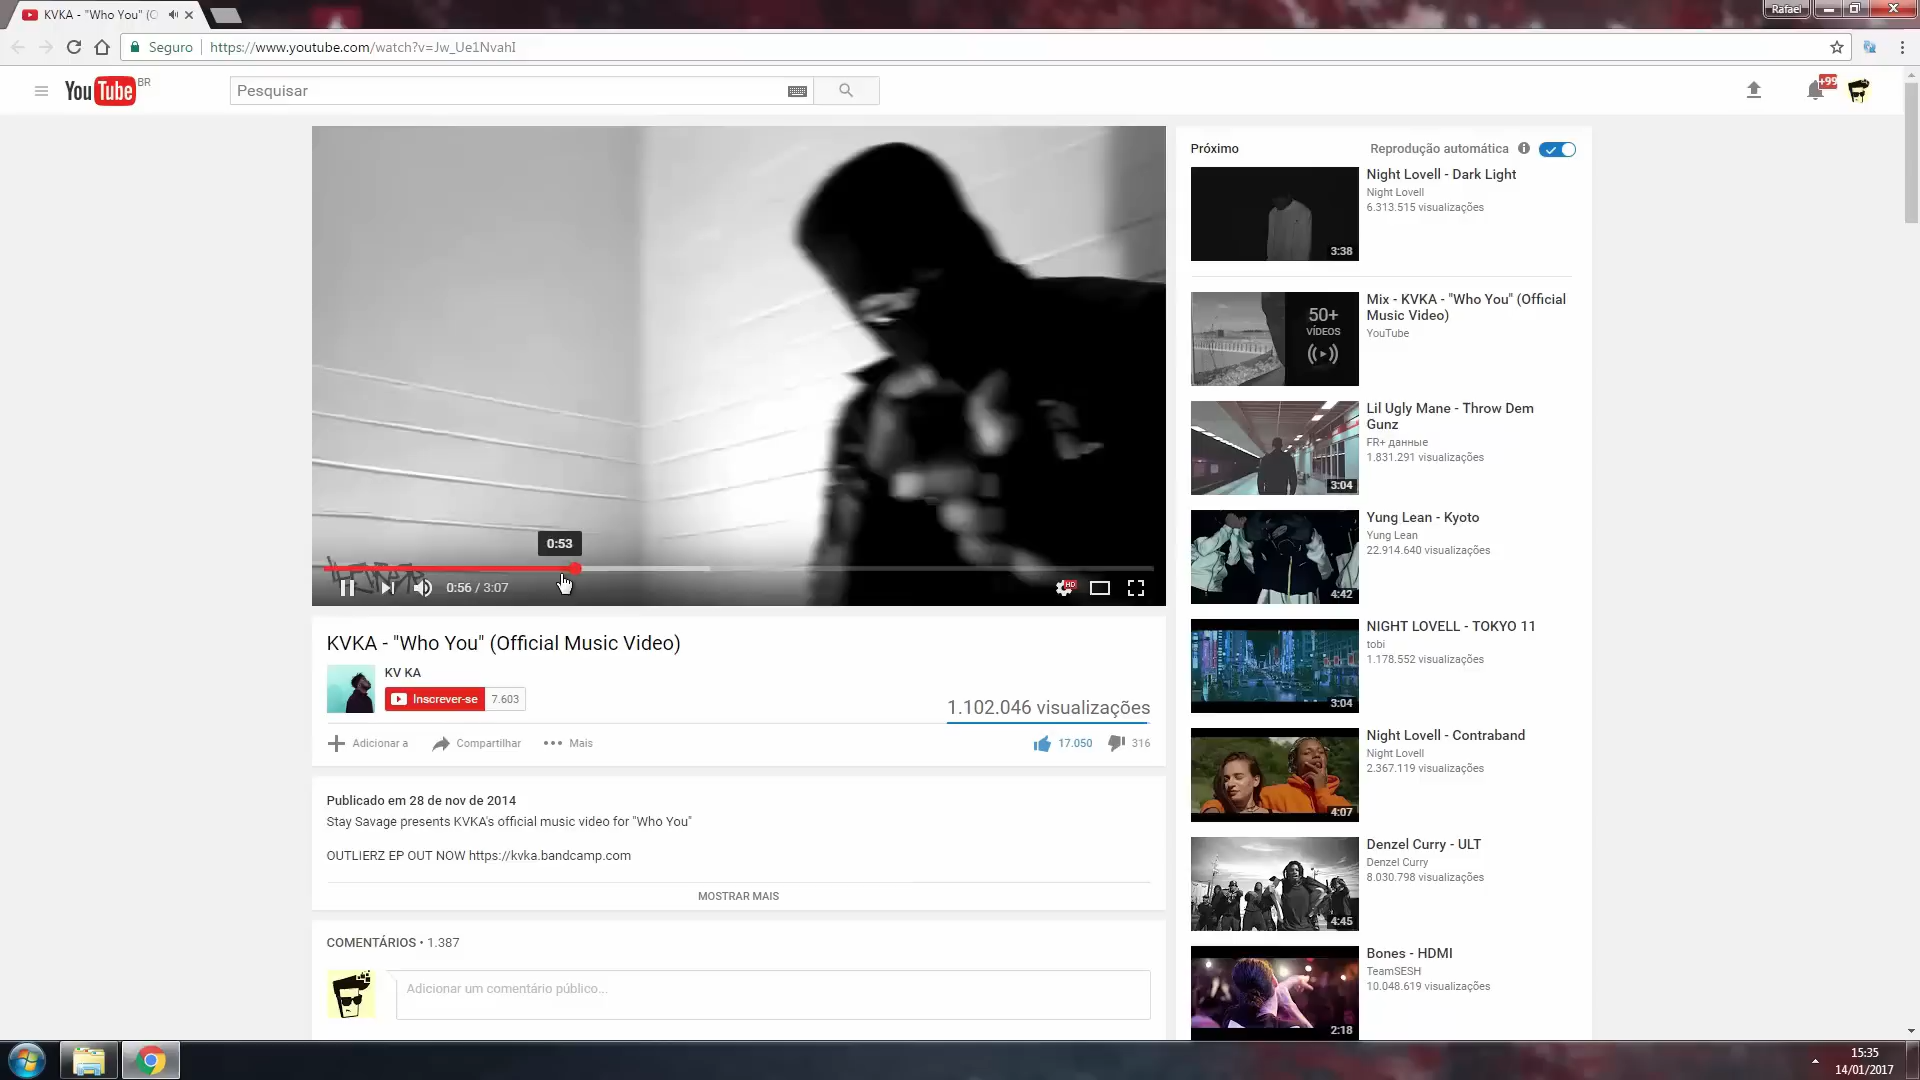 KVKA - "Who You" (O
Rafael
Seguro
https://www.youtube.com/watch?v=Jw_Ue1NvahI
YouTube BR
Pesquisar
+99
0:53
0:56 / 3:07
HD
KVKA - "Who You" (Official Music Video)
KV KA
Inscrever-se 7.603
1.102.046 visualizações
Adicionar a
Compartilhar
Mais
17.050
316
Publicado em 28 de nov de 2014
Stay Savage presents KVKA's official music video for "Who You"
OUTLIERZ EP OUT NOW https://kvka.bandcamp.com
MOSTRAR MAIS
COMENTÁRIOS • 1.387
Adicionar um comentário público...
Próximo
Reprodução automática
Night Lovell - Dark Light
Night Lovell
6.313.515 visualizações
3:38
Mix - KVKA - "Who You" (Official
Music Video)
YouTube
50+
VÍDEOS
Lil Ugly Mane - Throw Dem
Gunz
FR+ данные
1.831.291 visualizações
3:04
Yung Lean - Kyoto
Yung Lean
22.914.640 visualizações
4:42
NIGHT LOVELL - TOKYO 11
tobi
1.178.552 visualizações
3:04
Night Lovell - Contraband
Night Lovell
2.367.119 visualizações
4:07
Denzel Curry - ULT
Denzel Curry
8.030.798 visualizações
4:45
Bones - HDMI
TeamSESH
10.048.619 visualizações
2:18
15:35
14/01/2017